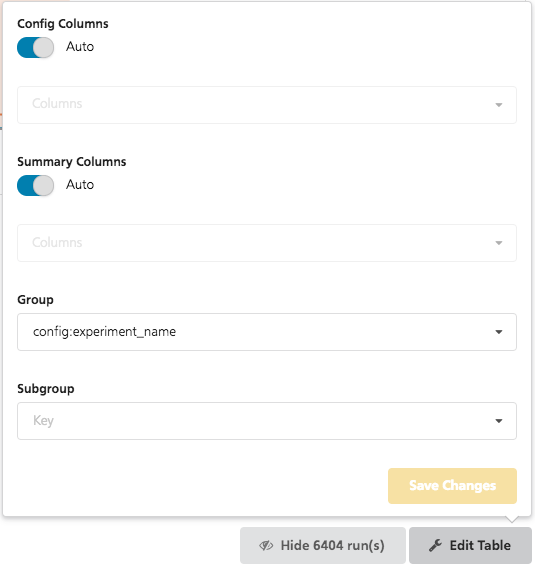 Config Columns
Auto
Columns
Summary Columns
Auto
Columns
Group
config:experiment_name
Subgroup
Key
Save Changes
Hide 6404 run(s)
Edit Table